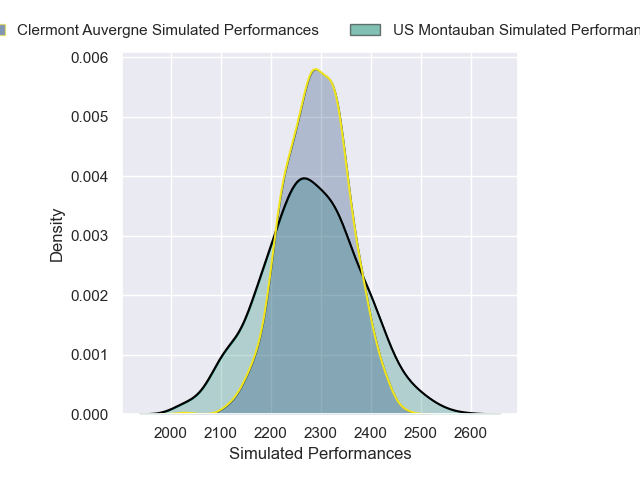 Clermont Auvergne Simulated Performances US Montauban Simulated
0.006
0.005
0.004
0.003
0.002
0.001
0.000
Density
2000 2100 2200 2300 2400 2500 2600
Simulated Performances